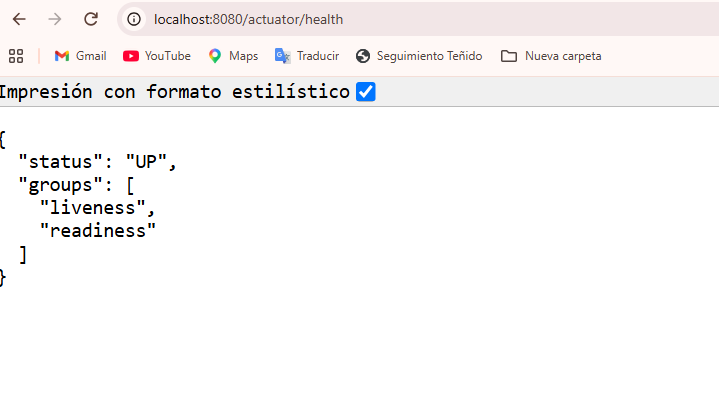 localhost:8080/actuator/health
Gmail YouTube Maps Traducir Seguimiento Teñido Nueva carpeta
Impresión con formato estilístico
{
  "status": "UP",
  "groups": [
    "liveness",
    "readiness"
  ]
}